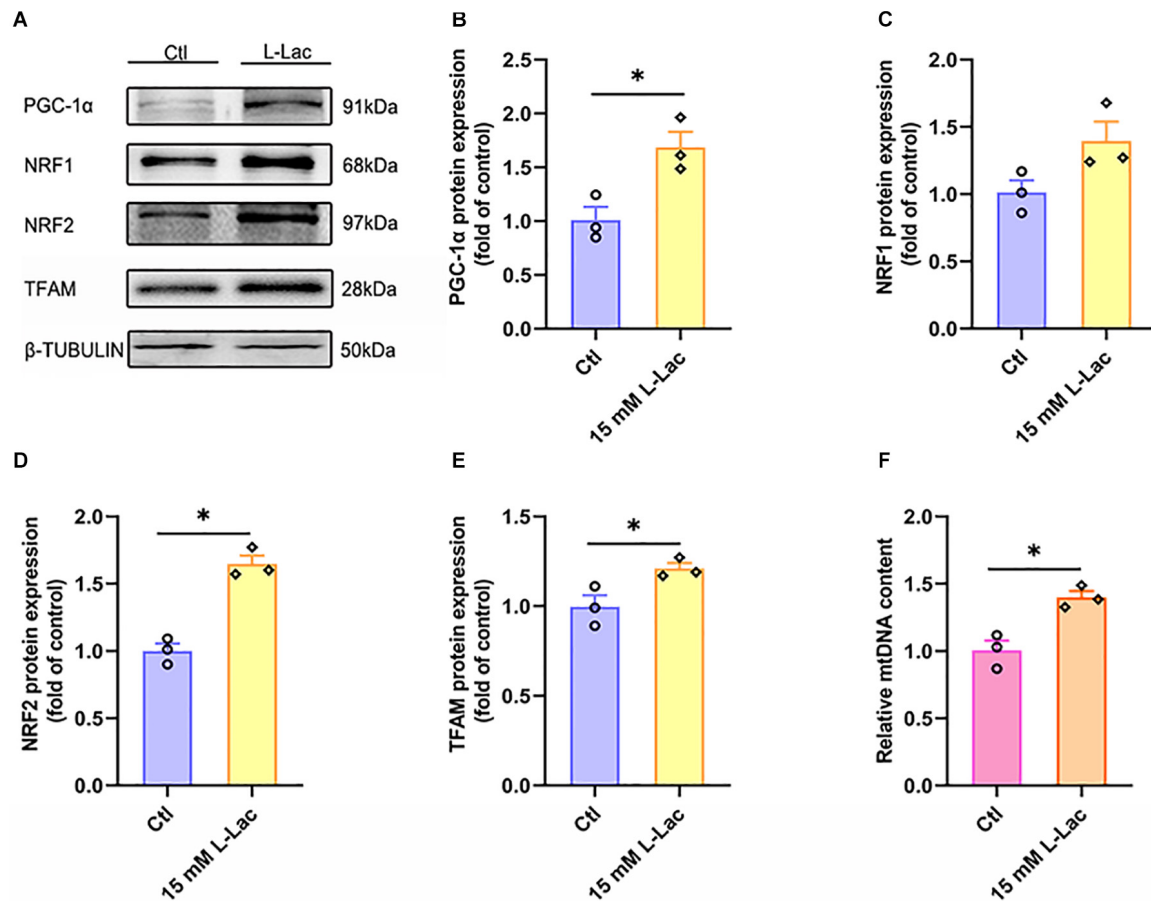 A
Ctl L-Lac
PGC-1α 91kDa
NRF1 68kDa
NRF2 97kDa
TFAM 28kDa
β-TUBULIN 50kDa
B
PGC-1α protein expression
(fold of control)
2.5
2.0
1.5
1.0
0.5
0.0
*
Ctl
15 mM L-Lac
C
NRF1 protein expression
(fold of control)
2.0
1.5
1.0
0.5
0.0
Ctl
15 mM L-Lac
D
NRF2 protein expression
(fold of control)
2.0
1.5
1.0
0.5
0.0
*
Ctl
15 mM L-Lac
E
TFAM protein expression
(fold of control)
1.5
1.0
0.5
0.0
*
Ctl
15 mM L-Lac
F
Relative mtDNA content
2.0
1.5
1.0
0.5
0.0
*
Ctl
15 mM L-Lac